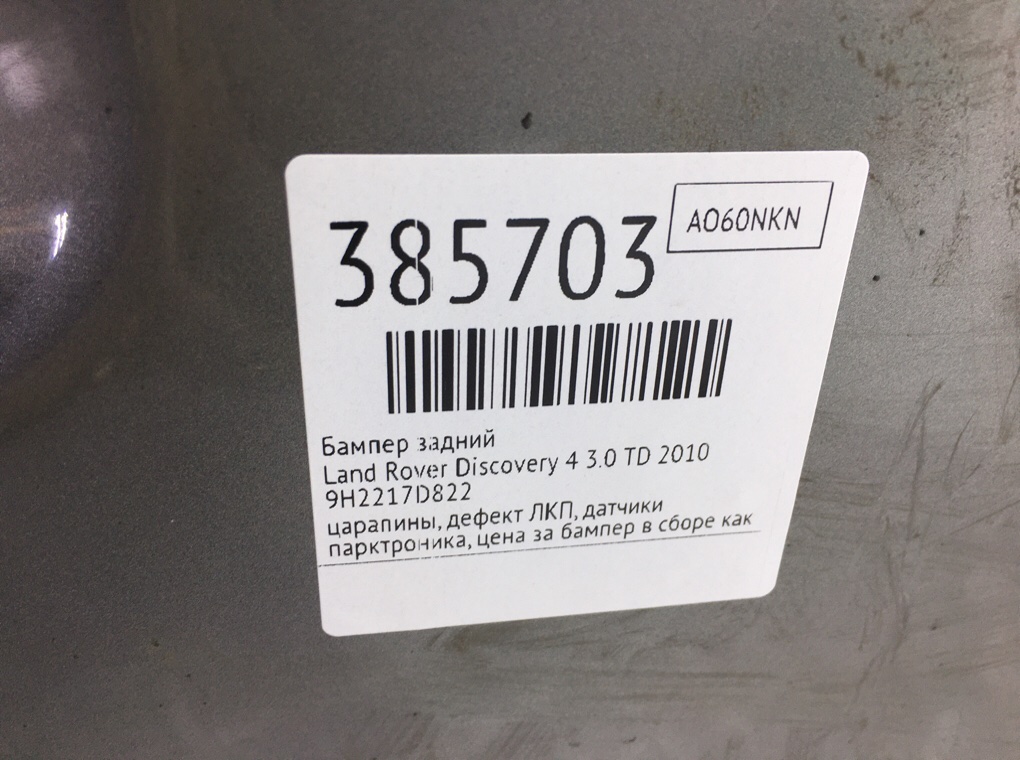 385703
AO60NKN
Бампер задний
Land Rover Discovery 4 3.0 TD 2010
9H2217D822
царапины, дефект ЛКП, датчики
парктроника, цена за бампер в сборе как